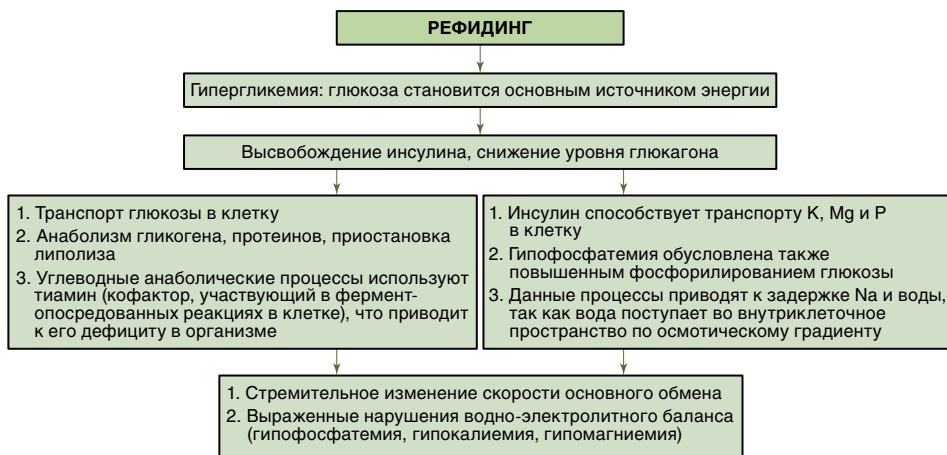 РЕФИДИНГ
Гипергликемия: глюкоза становится основным источником энергии
Высвобождение инсулина, снижение уровня глюкагона
1. Транспорт глюкозы в клетку
2. Анаболизм гликогена, протеинов, приостановка
липолиза
3. Углеводные анаболические процессы используют
тиамин (кофактор, участвующий в фермент-
опосредованных реакциях в клетке), что приводит
к его дефициту в организме
1. Инсулин способствует транспорту K, Mg и P
в клетку
2. Гипофосфатемия обусловлена также
повышенным фосфорилированием глюкозы
3. Данные процессы приводят к задержке Na и воды,
так как вода поступает во внутриклеточное
пространство по осмотическому градиенту
1. Стремительное изменение скорости основного обмена
2. Выраженные нарушения водно-электролитного баланса
(гипофосфатемия, гипокалиемия, гипомагниемия)